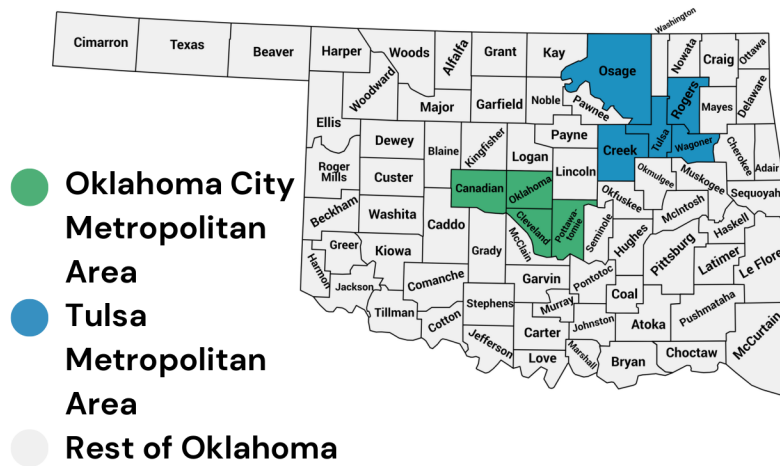 Washington
Cimarron
Texas
Beaver
Harper
Woods
Alfalfa
Grant
Kay
Osage
Nowata
Craig
Ottawa
Woodward
Major
Garfield
Noble
Pawnee
Rogers
Mayes
Delaware
Ellis
Dewey
Blaine
Kingfisher
Logan
Payne
Creek
Tulsa
Wagoner
Cherokee
Adair
Roger
Mills
Custer
Canadian
Oklahoma
Lincoln
Okmulgee
Muskogee
Sequoyah
Okfuskee
Beckham
Washita
Caddo
Cleveland
Pottawa-
tomie
Seminole
Hughes
McIntosh
Haskell
Greer
Kiowa
Grady
McClain
Pittsburg
Latimer
Le Flore
Harmon
Jackson
Comanche
Garvin
Pontotoc
Coal
Pushmataha
Tillman
Cotton
Stephens
Murray
Johnston
Atoka
McCurtain
Jefferson
Carter
Love
Marshall
Bryan
Choctaw
Oklahoma City
Metropolitan
Area
Tulsa
Metropolitan
Area
Rest of Oklahoma